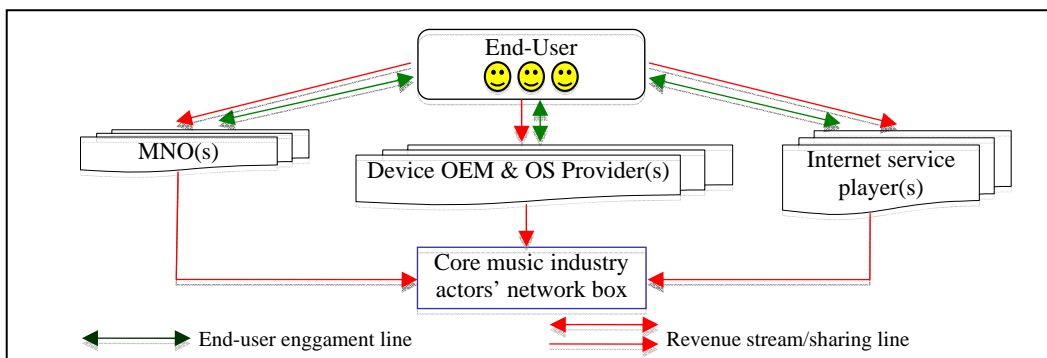 End-User
MNO(s)
Device OEM & OS Provider(s)
Internet service
player(s)
Core music industry
actors’ network box
End-user enggament line
Revenue stream/sharing line